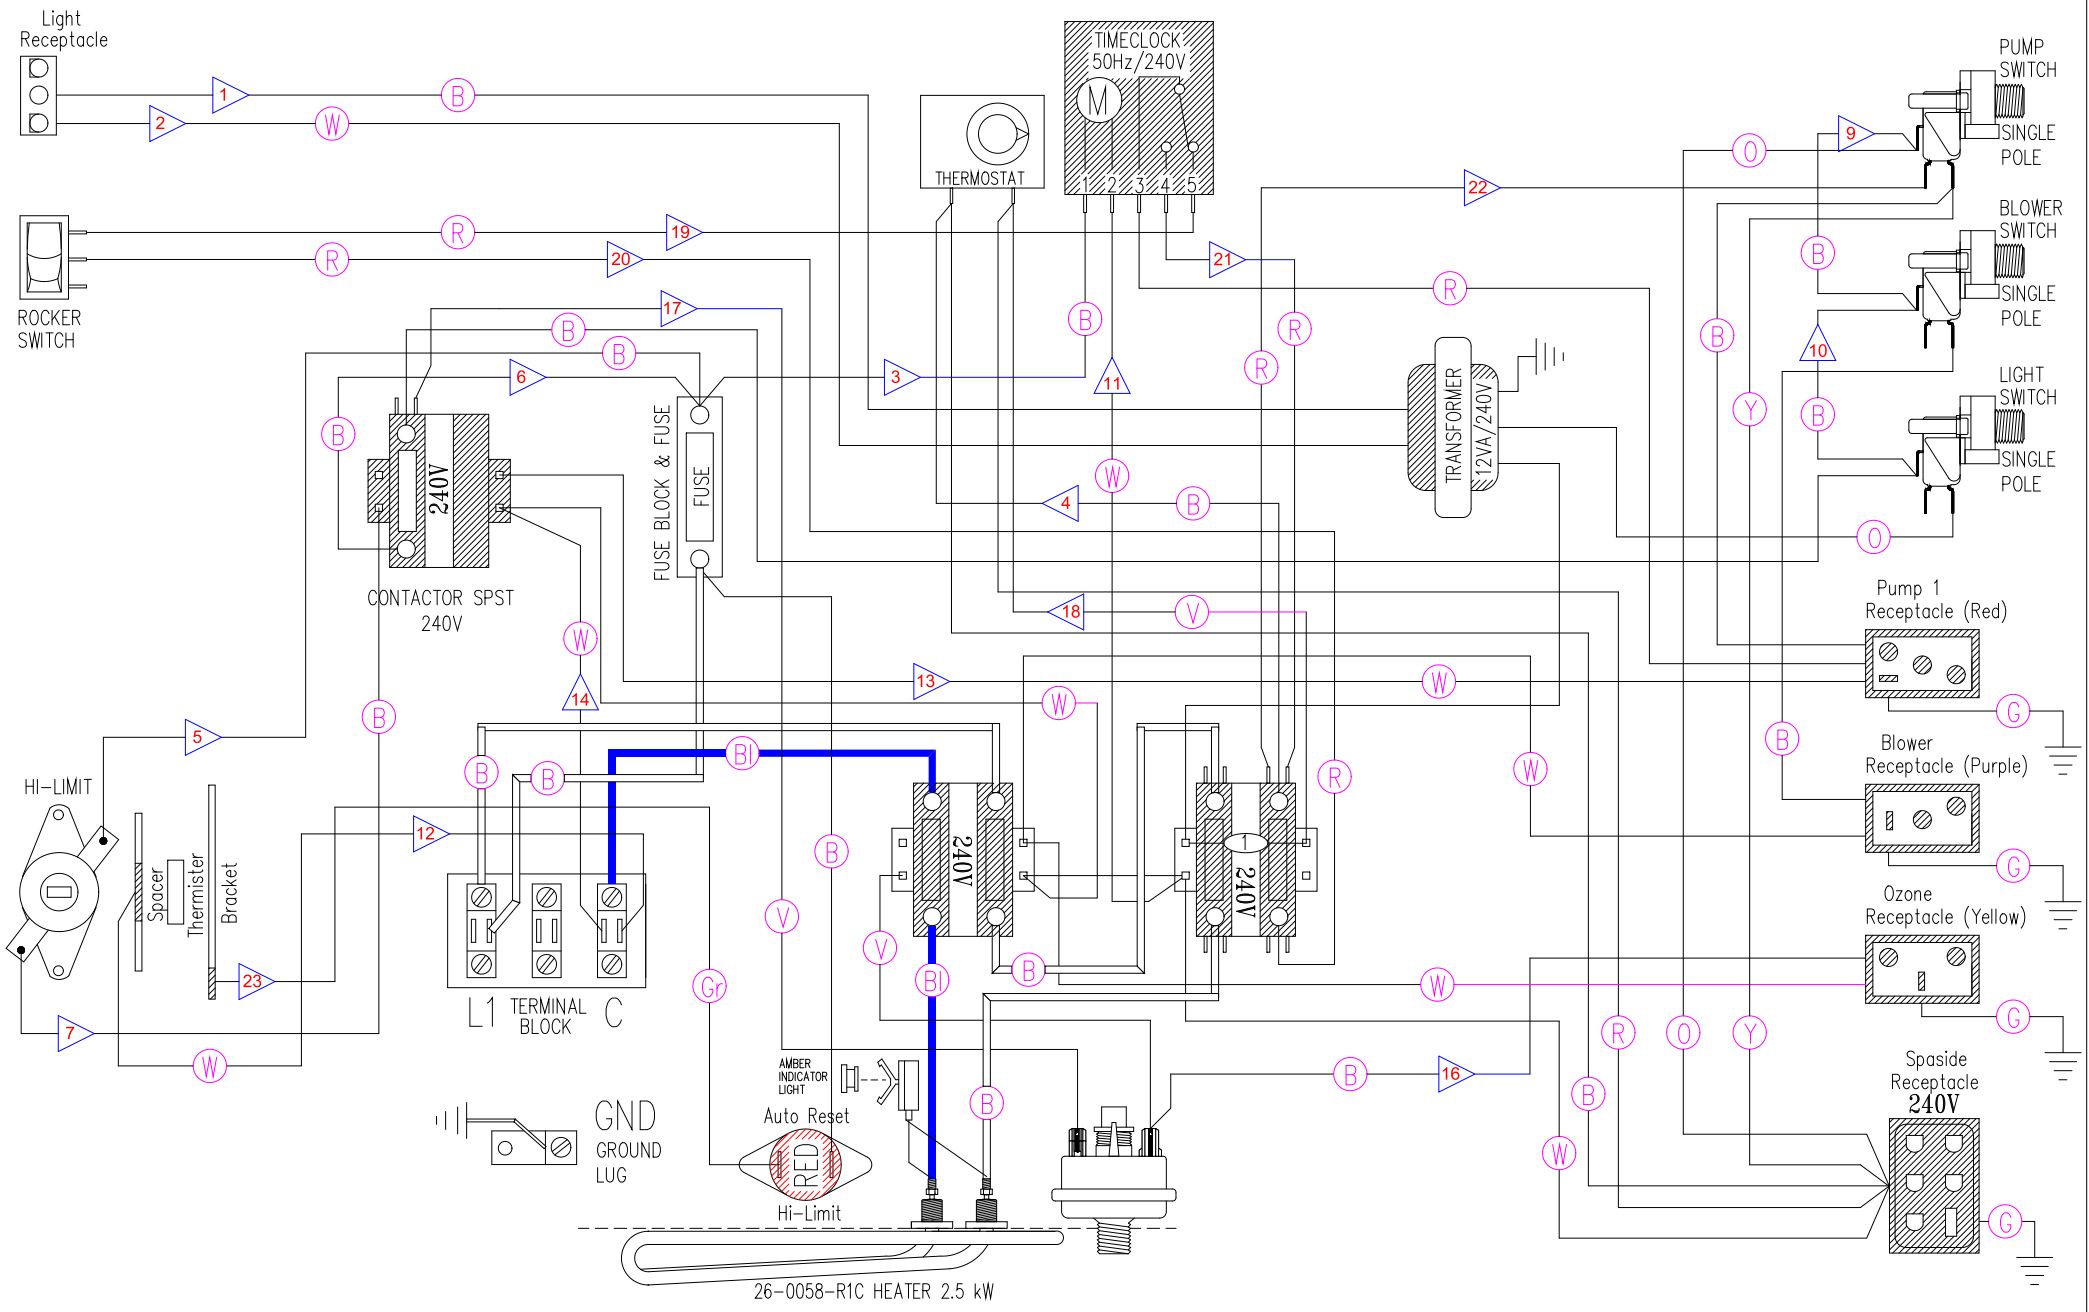 Light
Receptacle
1
B
2
W
TIMECLOCK
50Hz/240V
M
1 2 3 4 5
THERMOSTAT
PUMP
SWITCH
9
O
SINGLE
POLE
22
BLOWER
SWITCH
19
R
20
R
21
B
R
SINGLE
POLE
ROCKER
SWITCH
17
B
B
B
R
R
B
10
6
3
11
TRANSFORMER
12VA/240V
LIGHT
SWITCH
B
Y
B
240V
FUSE BLOCK & FUSE
FUSE
W
4
B
SINGLE
POLE
O
CONTACTOR SPST
240V
W
18
V
Pump 1
Receptacle (Red)
14
13
W
W
B
G
5
B
B
Bl
R
W
B
Blower
Receptacle (Purple)
HI-LIMIT
12
B
Spacer
Thermister
Bracket
240V
1
240V
G
Ozone
Receptacle (Yellow)
V
V
23
Gr
Bl
B
W
G
L1
TERMINAL
BLOCK
C
7
W
R
O
Y
AMBER
INDICATOR
LIGHT
B
B
16
B
Spaside
Receptacle
240V
GND
GROUND
LUG
Auto Reset
RED
Hi-Limit
W
G
26-0058-R1C HEATER 2.5 kW